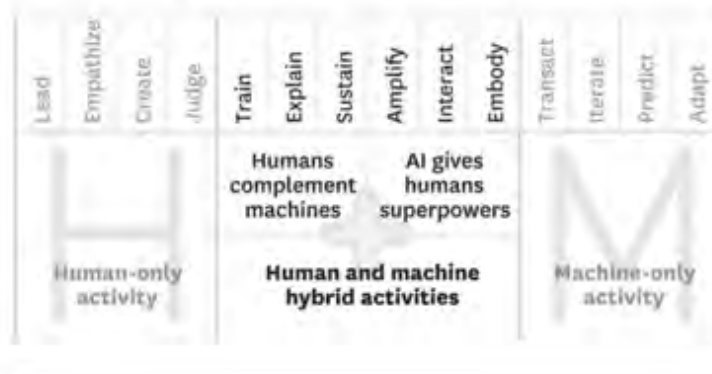 Lead
Empathize
Create
Judge
Train
Explain
Sustain
Amplify
Interact
Embody
Transact
Iterate
Predict
Adapt
Humans
complement
machines
AI gives
humans
superpowers
H
M
Human-only
activity
Human and machine
hybrid activities
Machine-only
activity